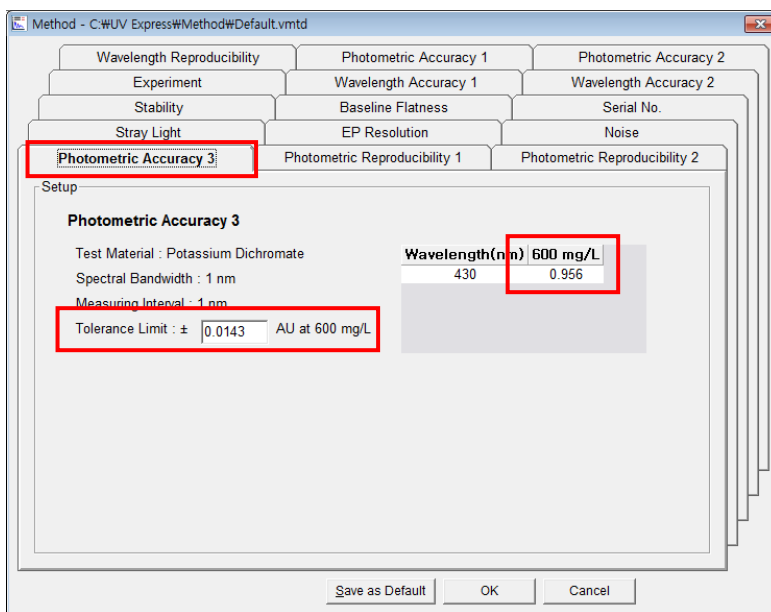 Method - C:₩UV Express₩Method₩Default.vmtd
Wavelength Reproducibility Photometric Accuracy 1 Photometric Accuracy 2
Experiment Wavelength Accuracy 1 Wavelength Accuracy 2
Stability Baseline Flatness Serial No.
Stray Light EP Resolution Noise
Photometric Accuracy 3 Photometric Reproducibility 1 Photometric Reproducibility 2
Setup
Photometric Accuracy 3
Test Material : Potassium Dichromate
Spectral Bandwidth : 1 nm
Measuring Interval : 1 nm
Tolerance Limit : ± 0.0143 AU at 600 mg/L
Wavelength(nm) 600 mg/L
430 0.956
Save as Default OK Cancel